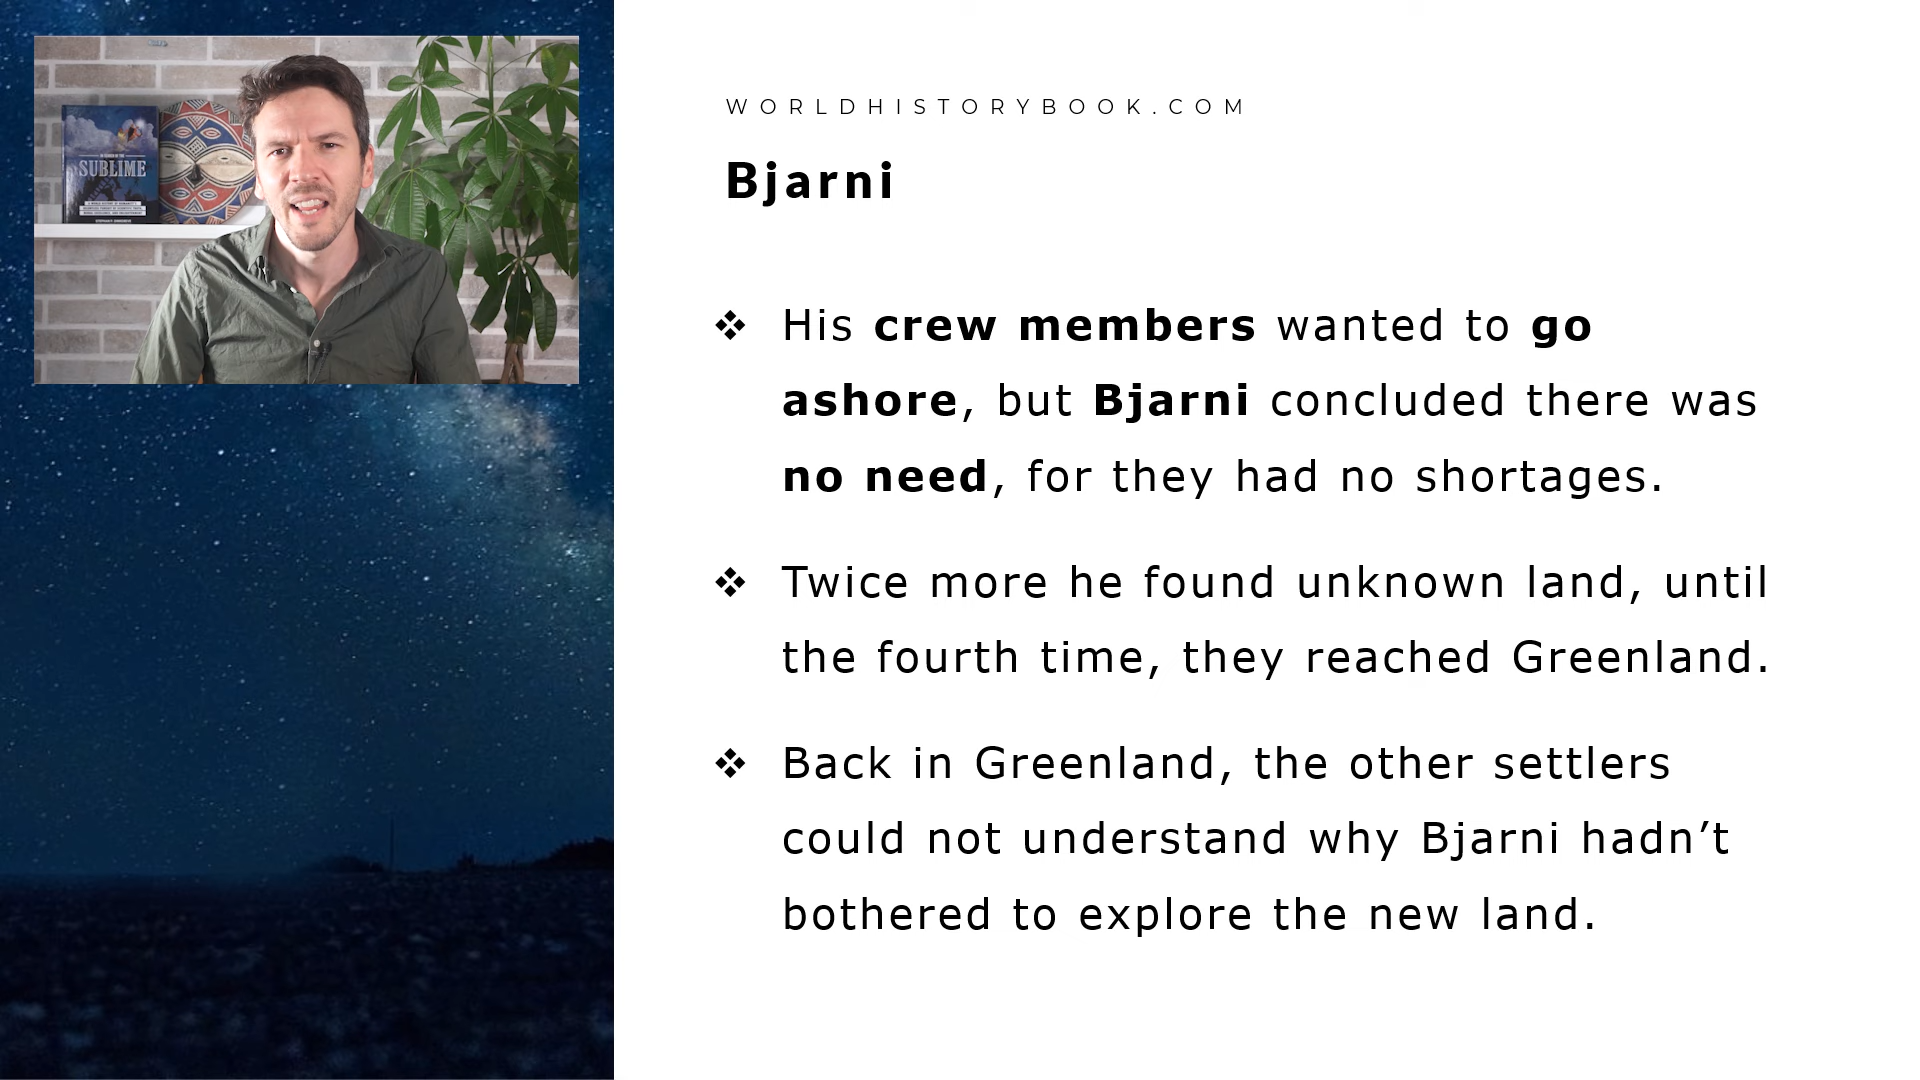 WORLDHISTORYBOOK.COM
Bjarni
❖ His crew members wanted to go
ashore, but Bjarni concluded there was
no need, for they had no shortages.
❖ Twice more he found unknown land, until
the fourth time, they reached Greenland.
❖ Back in Greenland, the other settlers
could not understand why Bjarni hadn’t
bothered to explore the new land.
SUBLIME